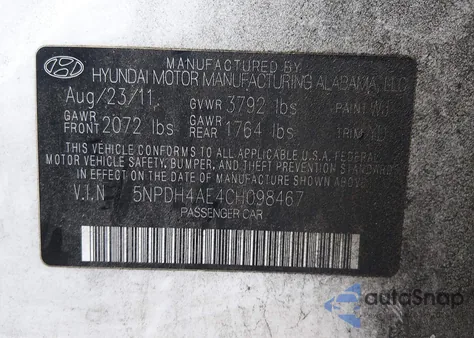 MANUFACTURED BY
HYUNDAI MOTOR MANUFACTURING ALABAMA, LLC
Aug/23/11, GVWR 3792 lbs PAINT
GAWR FRONT 2072 lbs GAWR REAR 1764 lbs TRIM
THIS VEHICLE CONFORMS TO ALL APPLICABLE U.S.A. FEDERAL
MOTOR VEHICLE SAFETY, BUMPER, AND THEFT PREVENTION STANDARDS
IN EFFECT ON THE DATE OF MANUFACTURE SHOWN ABOVE.
V.I.N 5NPDH4AE4CH098467
PASSENGER CAR
autoSnap